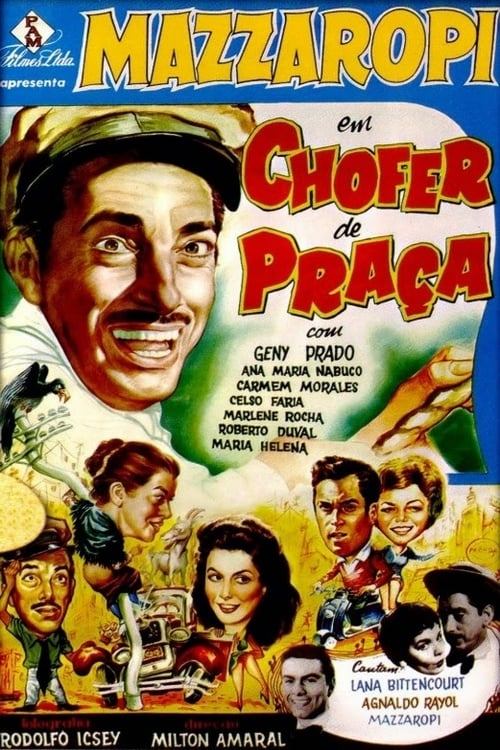 PAM
Filmes Ltda.
apresenta
MAZZAROPI
em
CHOFER
de
PRAÇA
com
GENY PRADO
ANA MARIA NABUCO
CARMEM MORALES
CELSO FARIA
MARLENE ROCHA
ROBERTO DUVAL
MARIA HELENA
Cantam
LANA BITTENCOURT
AGNALDO RAYOL
MAZZAROPI
fotografia
RODOLFO ICSEY
direção
MILTON AMARAL